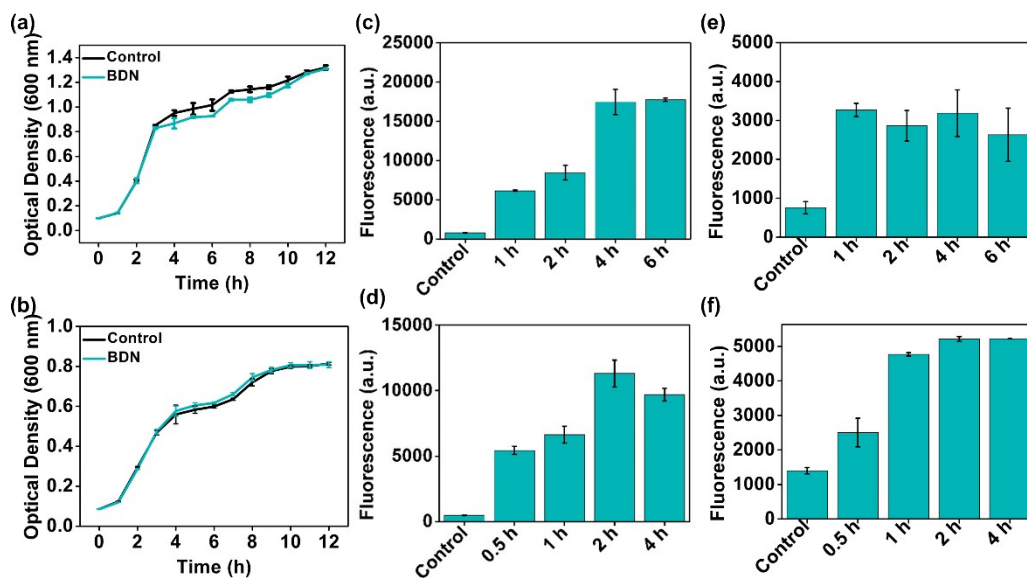 (a)
Optical Density (600 nm)
1.4
1.2
1.0
0.8
0.6
0.4
0.2
0.0
Control
BDN
0 2 4 6 8 10 12
Time (h)
(c)
Fluorescence (a.u.)
25000
20000
15000
10000
5000
0
Control 1 h 2 h 4 h 6 h
(e)
Fluorescence (a.u.)
5000
4000
3000
2000
1000
0
Control 1 h 2 h 4 h 6 h
(b)
Optical Density (600 nm)
1.0
0.8
0.6
0.4
0.2
0.0
Control
BDN
0 2 4 6 8 10 12
Time (h)
(d)
Fluorescence (a.u.)
15000
10000
5000
0
Control 0.5 h 1 h 2 h 4 h
(f)
Fluorescence (a.u.)
5000
4000
3000
2000
1000
0
Control 0.5 h 1 h 2 h 4 h